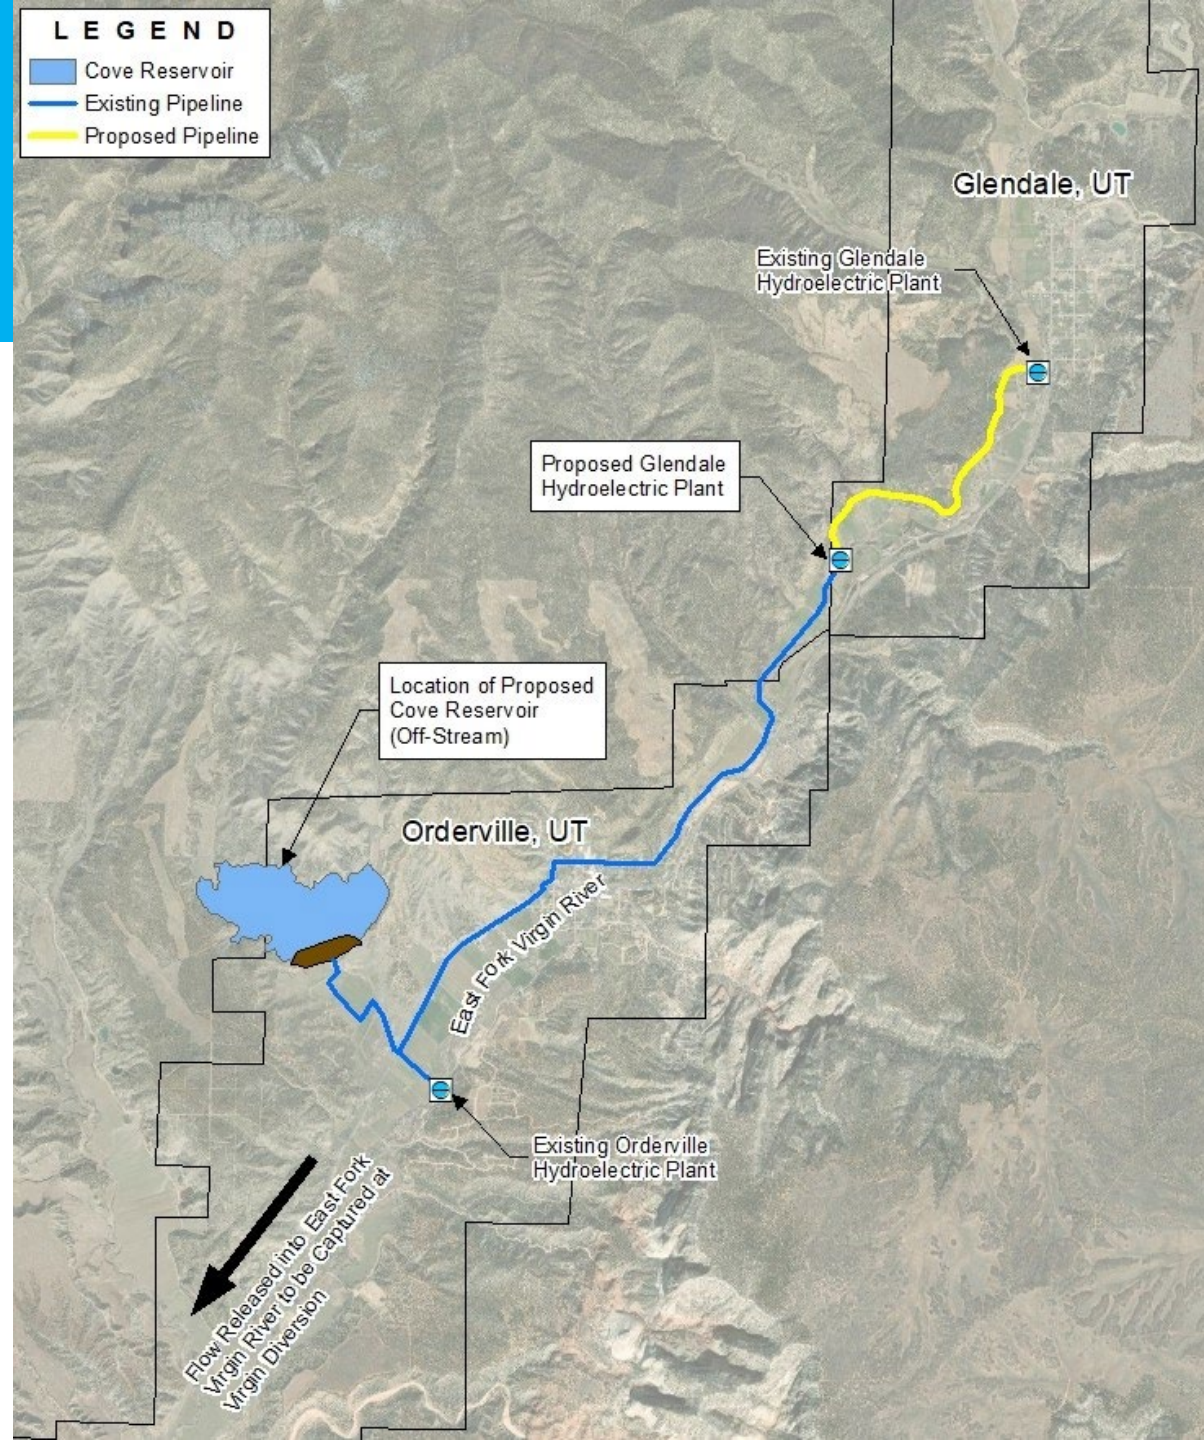 LEGEND
Cove Reservoir
Existing Pipeline
Proposed Pipeline
Glendale, UT
Existing Glendale
Hydroelectric Plant
Proposed Glendale
Hydroelectric Plant
Location of Proposed
Cove Reservoir
(Off-Stream)
Orderville, UT
East Fork Virgin River
Existing Orderville
Hydroelectric Plant
Flow Released into East Fork
Virgin River to be Captured at
Virgin Diversion